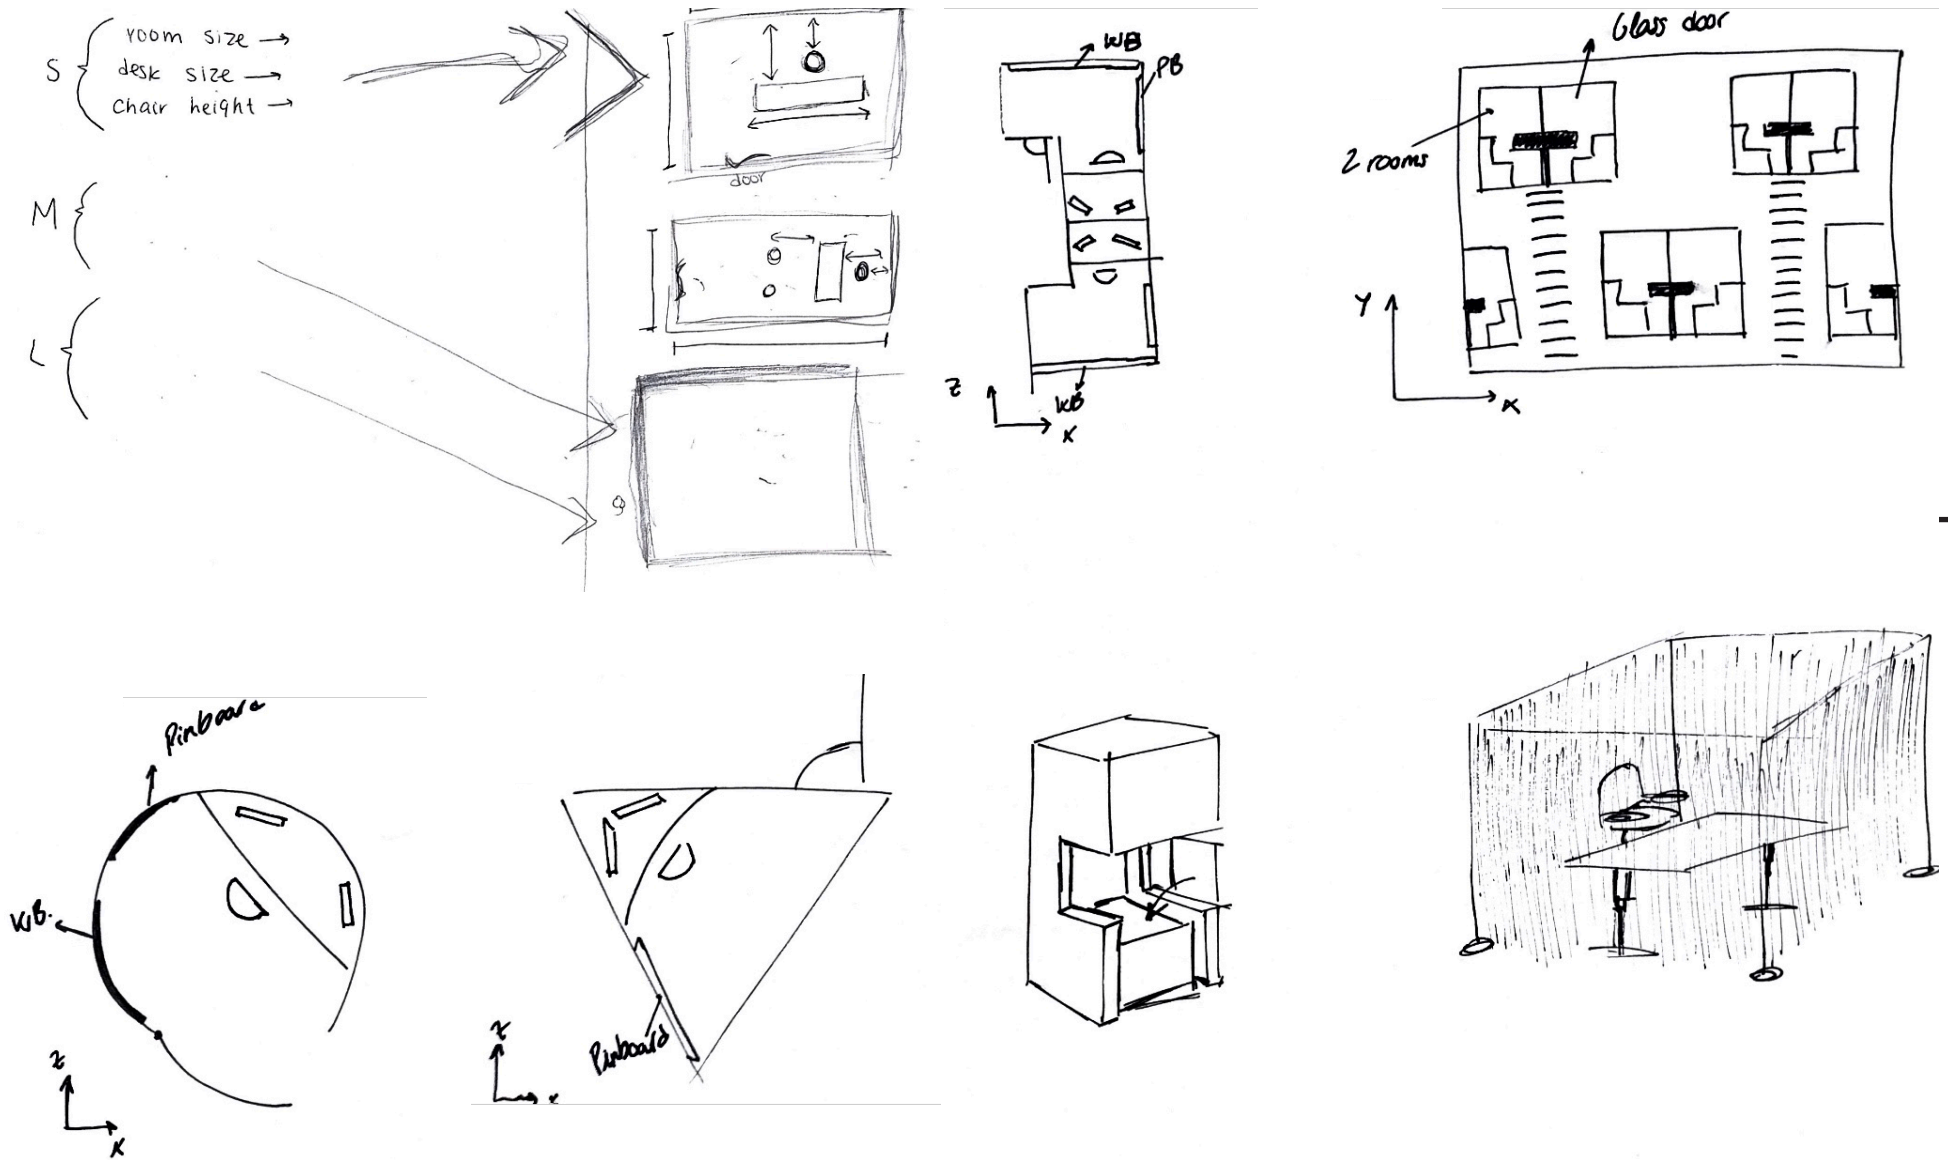 S
room size →
desk size →
chair height →
M
L
door
WB
PB
WB
Z
X
Glass door
2 rooms
Y
X
Pinboard
WB.
Z
X
Pinboard
Z
x